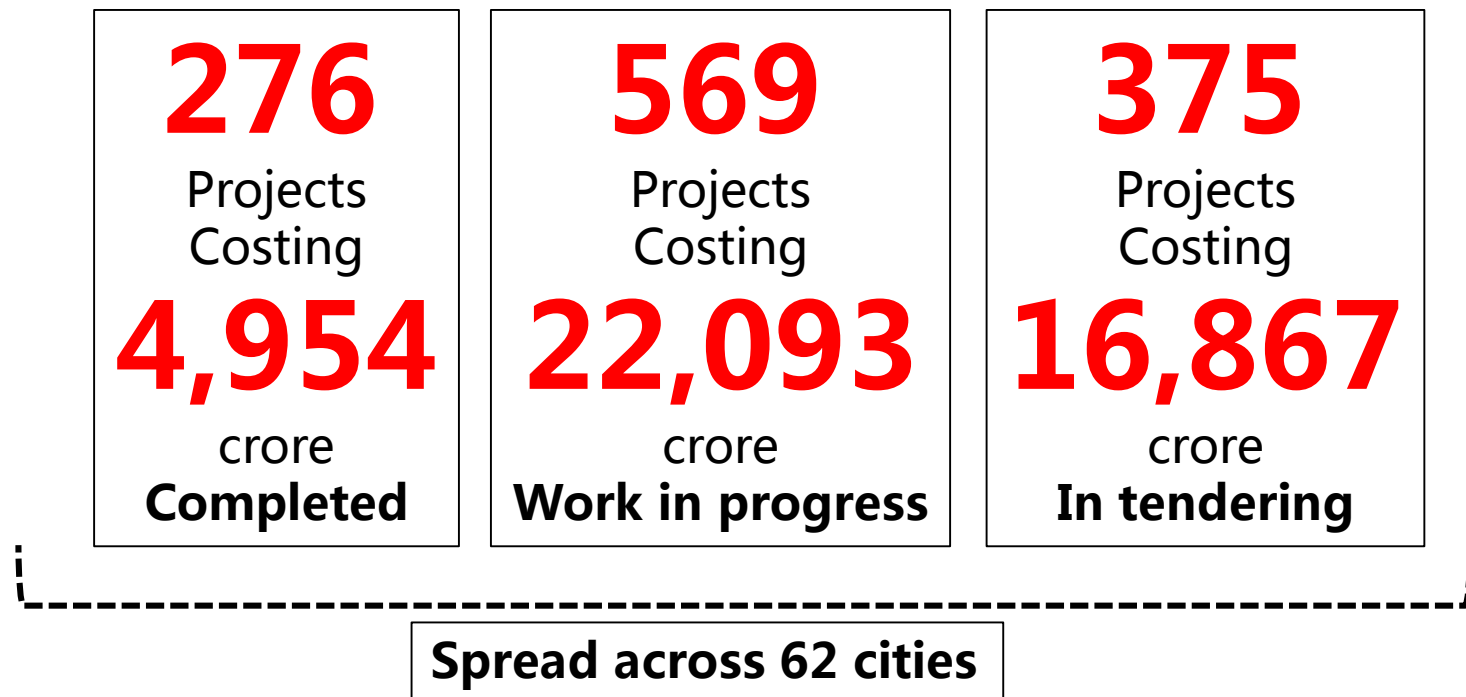 276
Projects
Costing
4,954
crore
Completed
569
Projects
Costing
22,093
crore
Work in progress
375
Projects
Costing
16,867
crore
In tendering
Spread across 62 cities